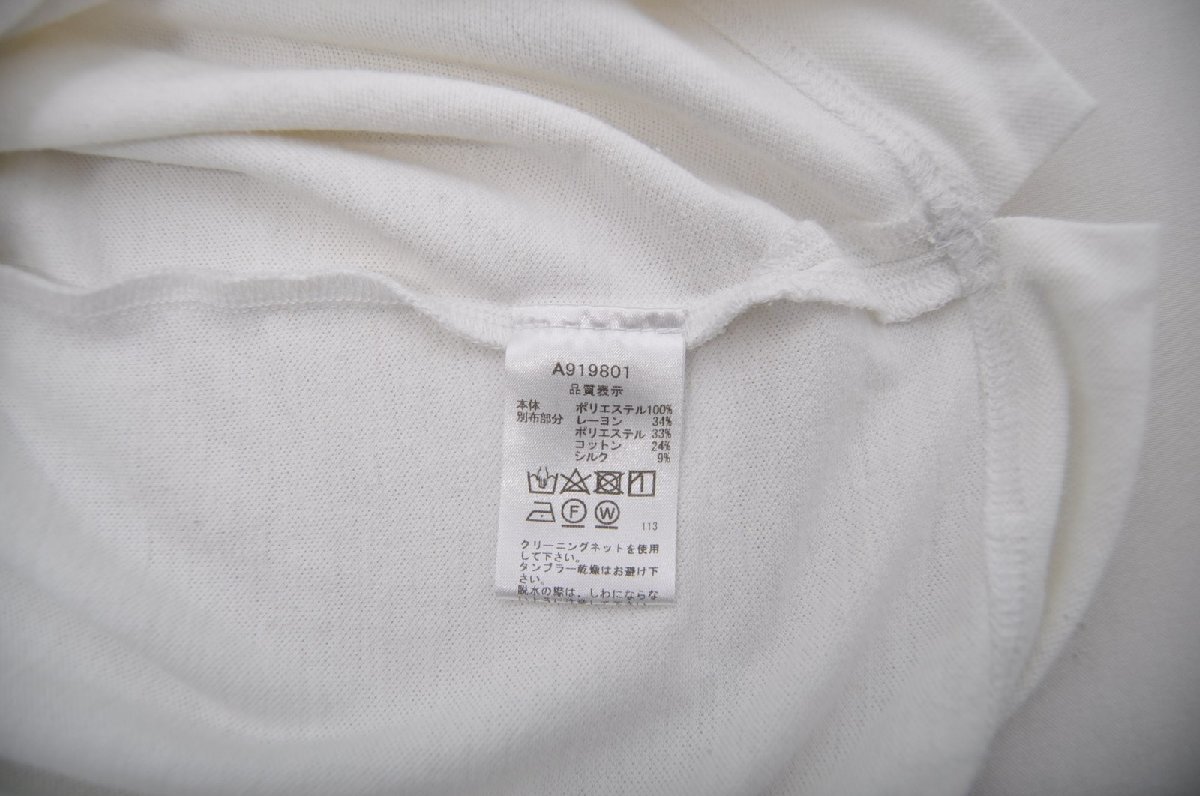 A919801
品質表示
本体 ポリエステル100%
別布部分 レーヨン 34%
ポリエステル 33%
コットン 24%
シルク 9%
F W
113
クリーニングネットを使用
して下さい。
タンブラー乾燥はお避け下
さい。
脱水の際は、しわにならな